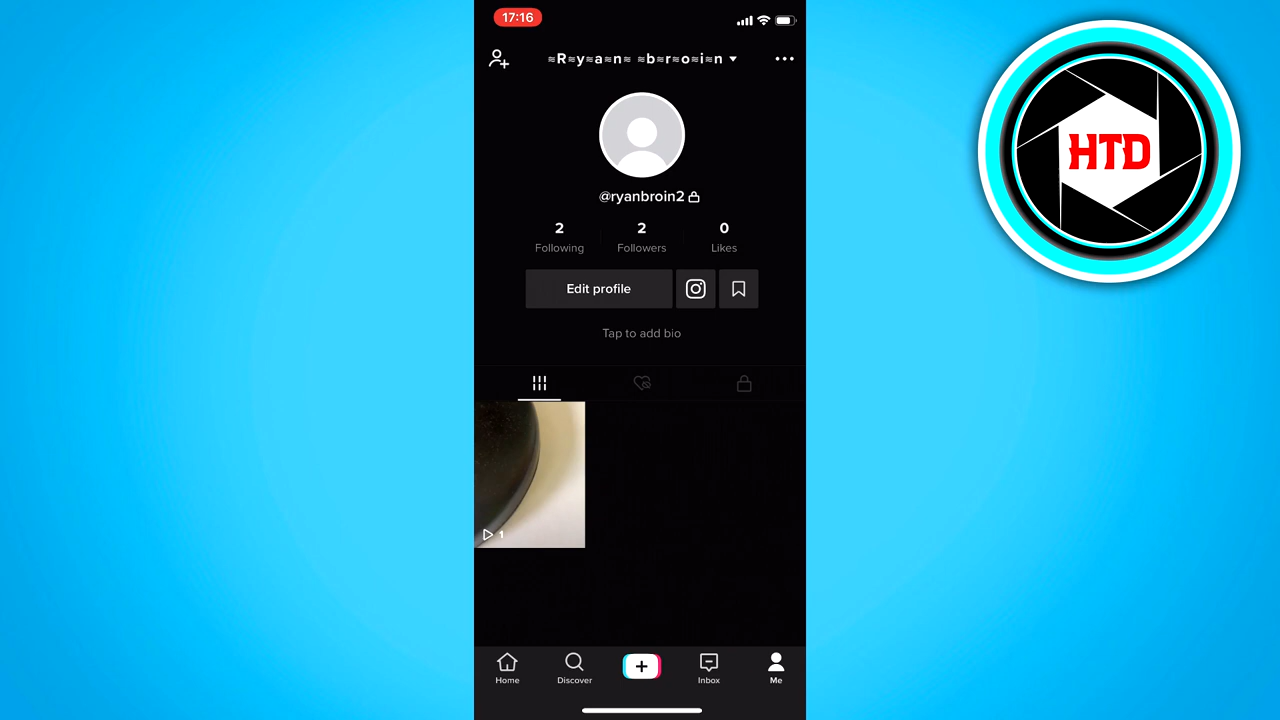 17:16
≋R≋y≋a≋n≋ ≋b≋r≋o≋i≋n
HTD
@ryanbroin2
2 2 0
Following Followers Likes
Edit profile
Tap to add bio
1
Home Discover Inbox Me